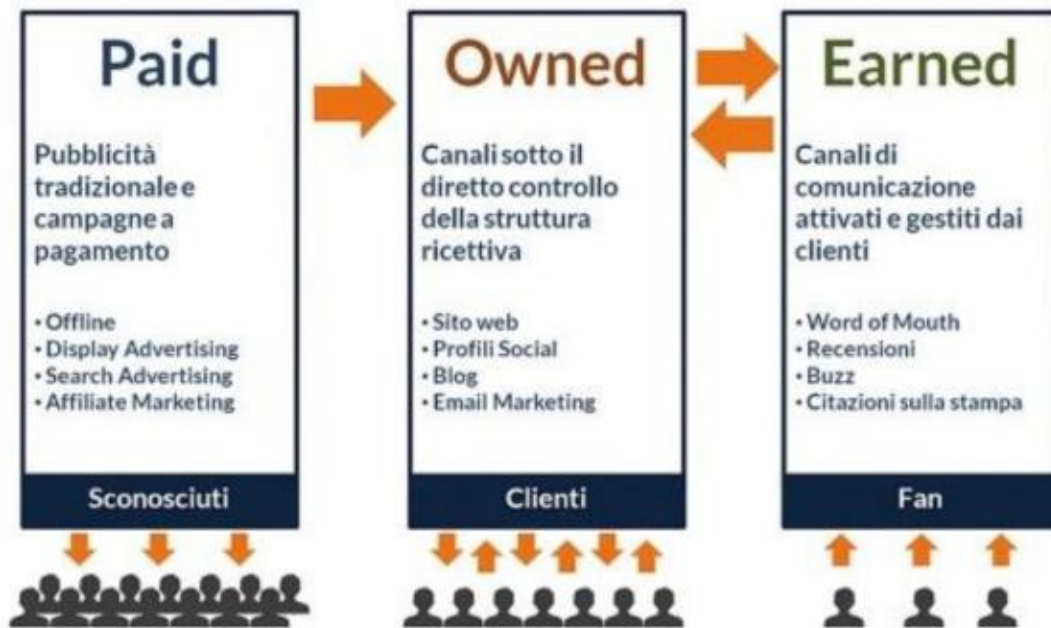 Paid
Pubblicità
tradizionale e
campagne a
pagamento
• Offline
• Display Advertising
• Search Advertising
• Affiliate Marketing
Sconosciuti
Owned
Canali sotto il
diretto controllo
della struttura
ricettiva
• Sito web
• Profili Social
• Blog
• Email Marketing
Clienti
Earned
Canali di
comunicazione
attivati e gestiti dai
clienti
• Word of Mouth
• Recensioni
• Buzz
• Citazioni sulla stampa
Fan